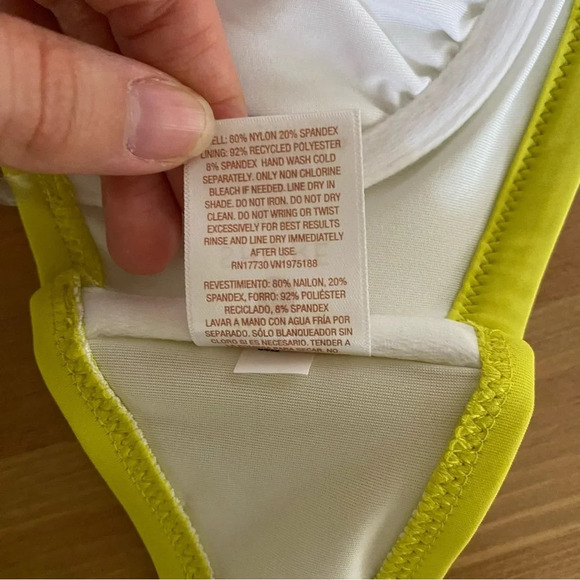 80% NYLON 20% SPANDEX
LINING: 92% RECYCLED POLYESTER
8% SPANDEX HAND WASH COLD
SEPARATELY. ONLY NON CHLORINE
BLEACH IF NEEDED. LINE DRY IN
SHADE. DO NOT IRON. DO NOT DRY
CLEAN. DO NOT WRING OR TWIST
EXCESSIVELY FOR BEST RESULTS
RINSE AND LINE DRY IMMEDIATELY
AFTER USE.
RN17730 VN1975188
REVESTIMIENTO: 80% NAILON, 20%
SPANDEX, FORRO: 92% POLIÉSTER
RECICLADO, 8% SPANDEX
LAVAR A MANO CON AGUA FRÍA POR
SEPARADO. SÓLO BLANQUEADOR SIN
CLORO SI ES NECESARIO. TENDER A
SECAR. NO